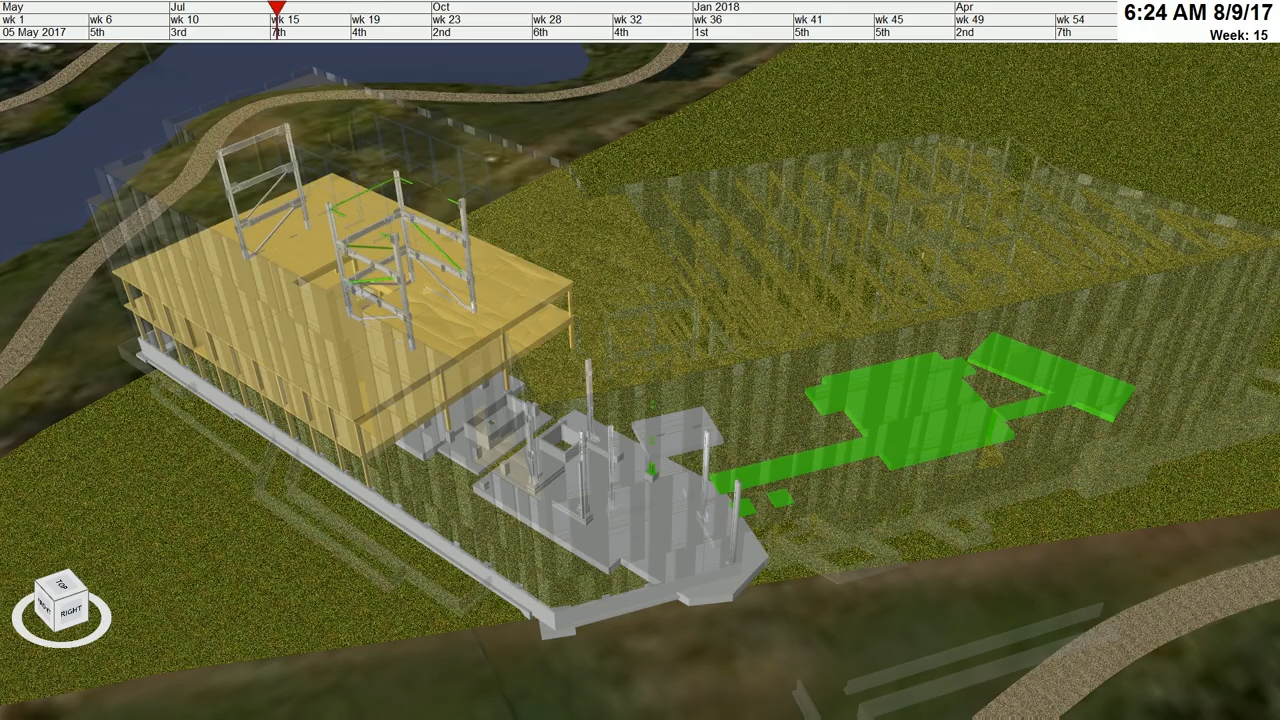 May Jul Oct Jan 2018 Apr
wk 1 wk 6 wk 10 wk 15 wk 19 wk 23 wk 28 wk 32 wk 36 wk 41 wk 45 wk 49 wk 54
05 May 2017 5th 3rd 7th 4th 2nd 6th 4th 1st 5th 5th 2nd 7th
6:24 AM 8/9/17
Week: 15
TOP
RIGHT